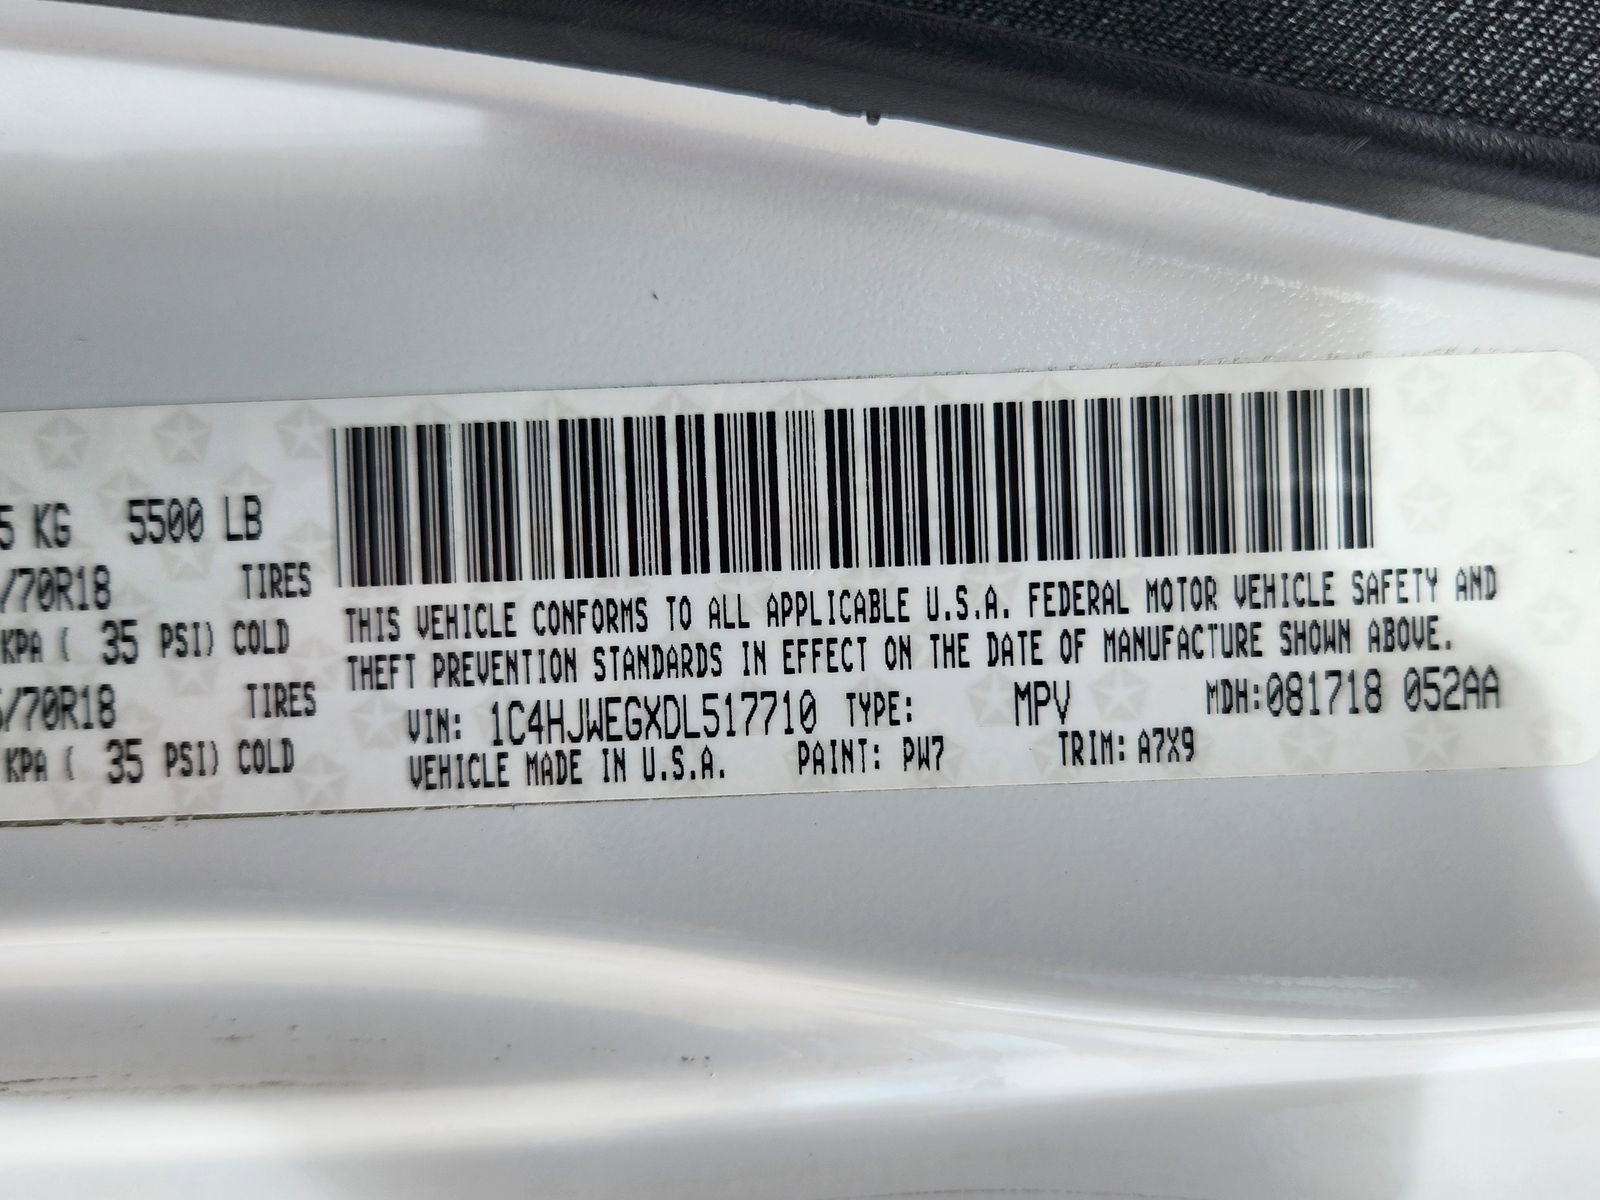 5 KG 5500 LB
/70R18 TIRES
KPA ( 35 PSI) COLD
/70R18 TIRES
KPA ( 35 PSI) COLD
THIS VEHICLE CONFORMS TO ALL APPLICABLE U.S.A. FEDERAL MOTOR VEHICLE SAFETY AND
THEFT PREVENTION STANDARDS IN EFFECT ON THE DATE OF MANUFACTURE SHOWN ABOVE.
VIN: 1C4HJWEGXDL517710 TYPE: MPV MDH:081718 052AA
VEHICLE MADE IN U.S.A. PAINT: PW7 TRIM: A7X9